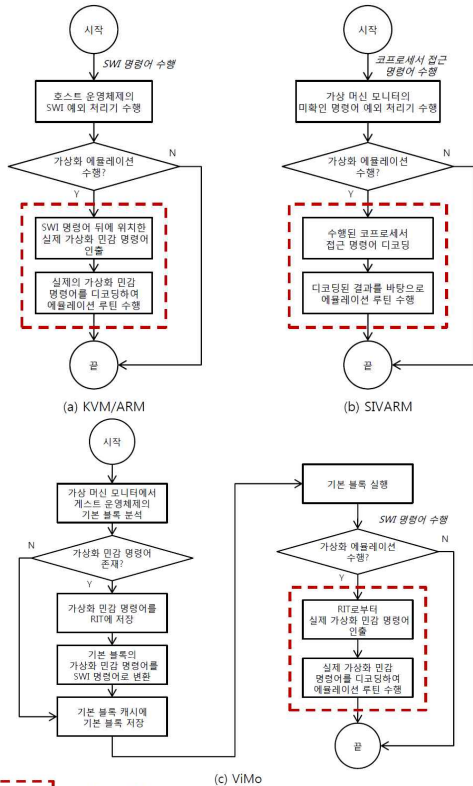 시작
SWI 명령어 수행
호스트 운영체제의
SWI 예외 처리기 수행
가상화 에뮬레이션
수행?
N
Y
SWI 명령어 뒤에 위치한
실제 가상화 민감 명령어
인출
실제의 가상화 민감
명령어를 디코딩하여
에뮬레이션 루틴 수행
끝
(a) KVM/ARM
시작
코프로세서 접근
명령어 수행
가상 머신 모니터의
미확인 명령어 예외 처리기 수행
가상화 에뮬레이션
수행?
N
Y
수행된 코프로세서
접근 명령어 디코딩
디코딩된 결과를 바탕으로
에뮬레이션 루틴 수행
끝
(b) SIVARM
시작
가상 머신 모니터에서
게스트 운영체제의
기본 블록 분석
N
가상화 민감 명령어
존재?
Y
가상화 민감 명령어를
RIT에 저장
기본 블록의
가상화 민감 명령어를
SWI 명령어로 변환
기본 블록 캐시에
기본 블록 저장
기본 블록 실행
SWI 명령어 수행
가상화 에뮬레이션
수행?
N
Y
RIT로부터
실제 가상화 민감 명령어
인출
실제 가상화 민감
명령어를 디코딩하여
에뮬레이션 루틴 수행
끝
(c) ViMo